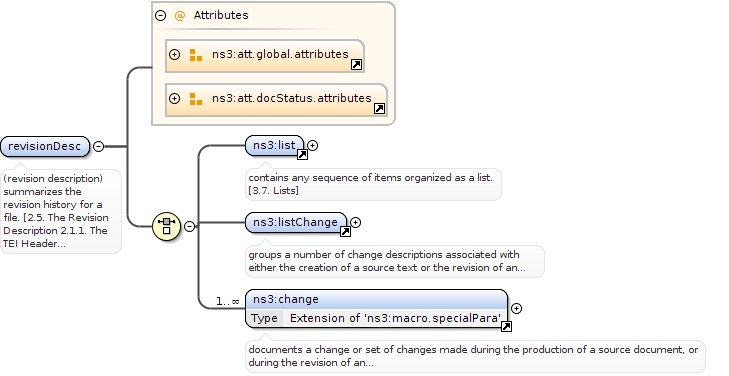 Attributes
ns3:att.global.attributes
ns3:att.docStatus.attributes
revisionDesc
(revision description)
summarizes the
revision history for a
file. [2.5. The Revision
Description 2.1.1. The
TEI Header...
ns3:list
contains any sequence of items organized as a list.
[3.7. Lists]
ns3:listChange
groups a number of change descriptions associated with
either the creation of a source text or the revision of an...
1..∞
ns3:change
Type Extension of 'ns3:macro.specialPara'
documents a change or set of changes made during the production of a source document, or
during the revision of an...